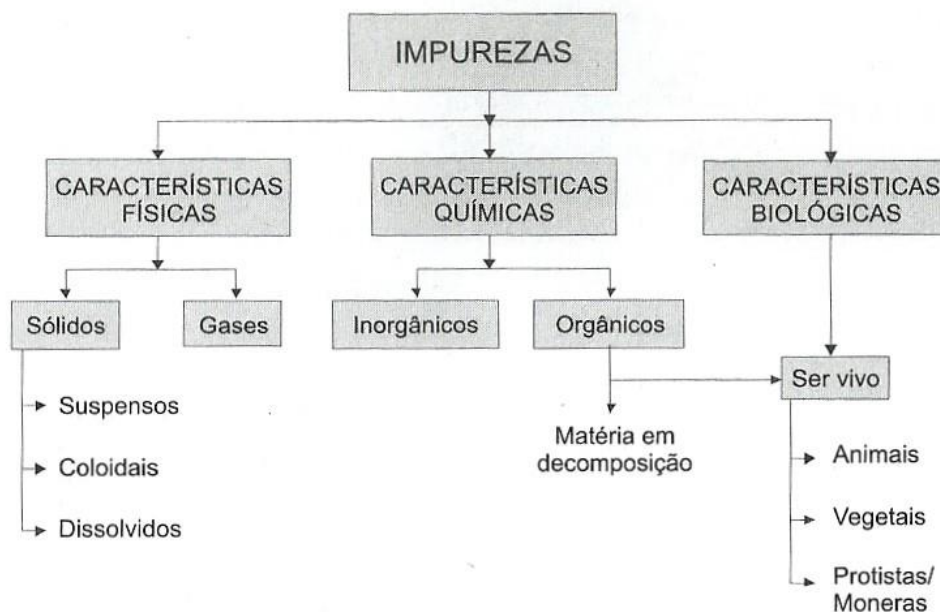 IMPUREZAS
CARACTERÍSTICAS
FÍSICAS
CARACTERÍSTICAS
QUÍMICAS
CARACTERÍSTICAS
BIOLÓGICAS
Sólidos
Gases
Inorgânicos
Orgânicos
Ser vivo
Suspensos
Coloidais
Dissolvidos
Matéria em
decomposição
Animais
Vegetais
Protistas/
Moneras